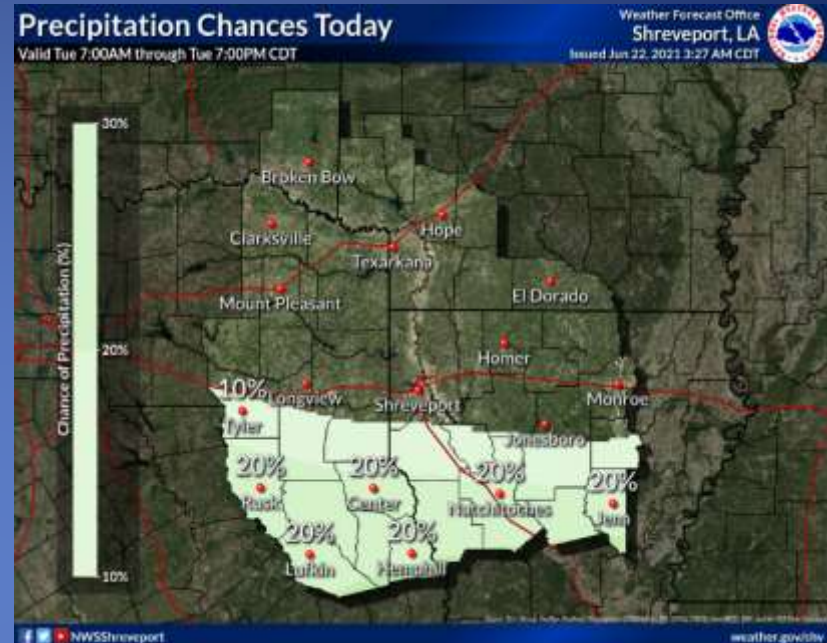 Precipitation Chances Today
Valid Tue 7:00AM through Tue 7:00PM CDT
Weather Forecast Office
Shreveport, LA
Issued Jun 22, 2021 3:27 AM CDT
30%
20%
10%
Chance of Precipitation (%)
Broken Bow
Clarksville
Hope
Texarkana
Mount Pleasant
El Dorado
Homer
10%
Longview
Shreveport
Monroe
Tyler
Jonesboro
20%
Rusk
20%
Center
20%
Natchitoches
20%
Jena
20%
Lufkin
20%
Hemphill
NWSShreveport
weather.gov/shv